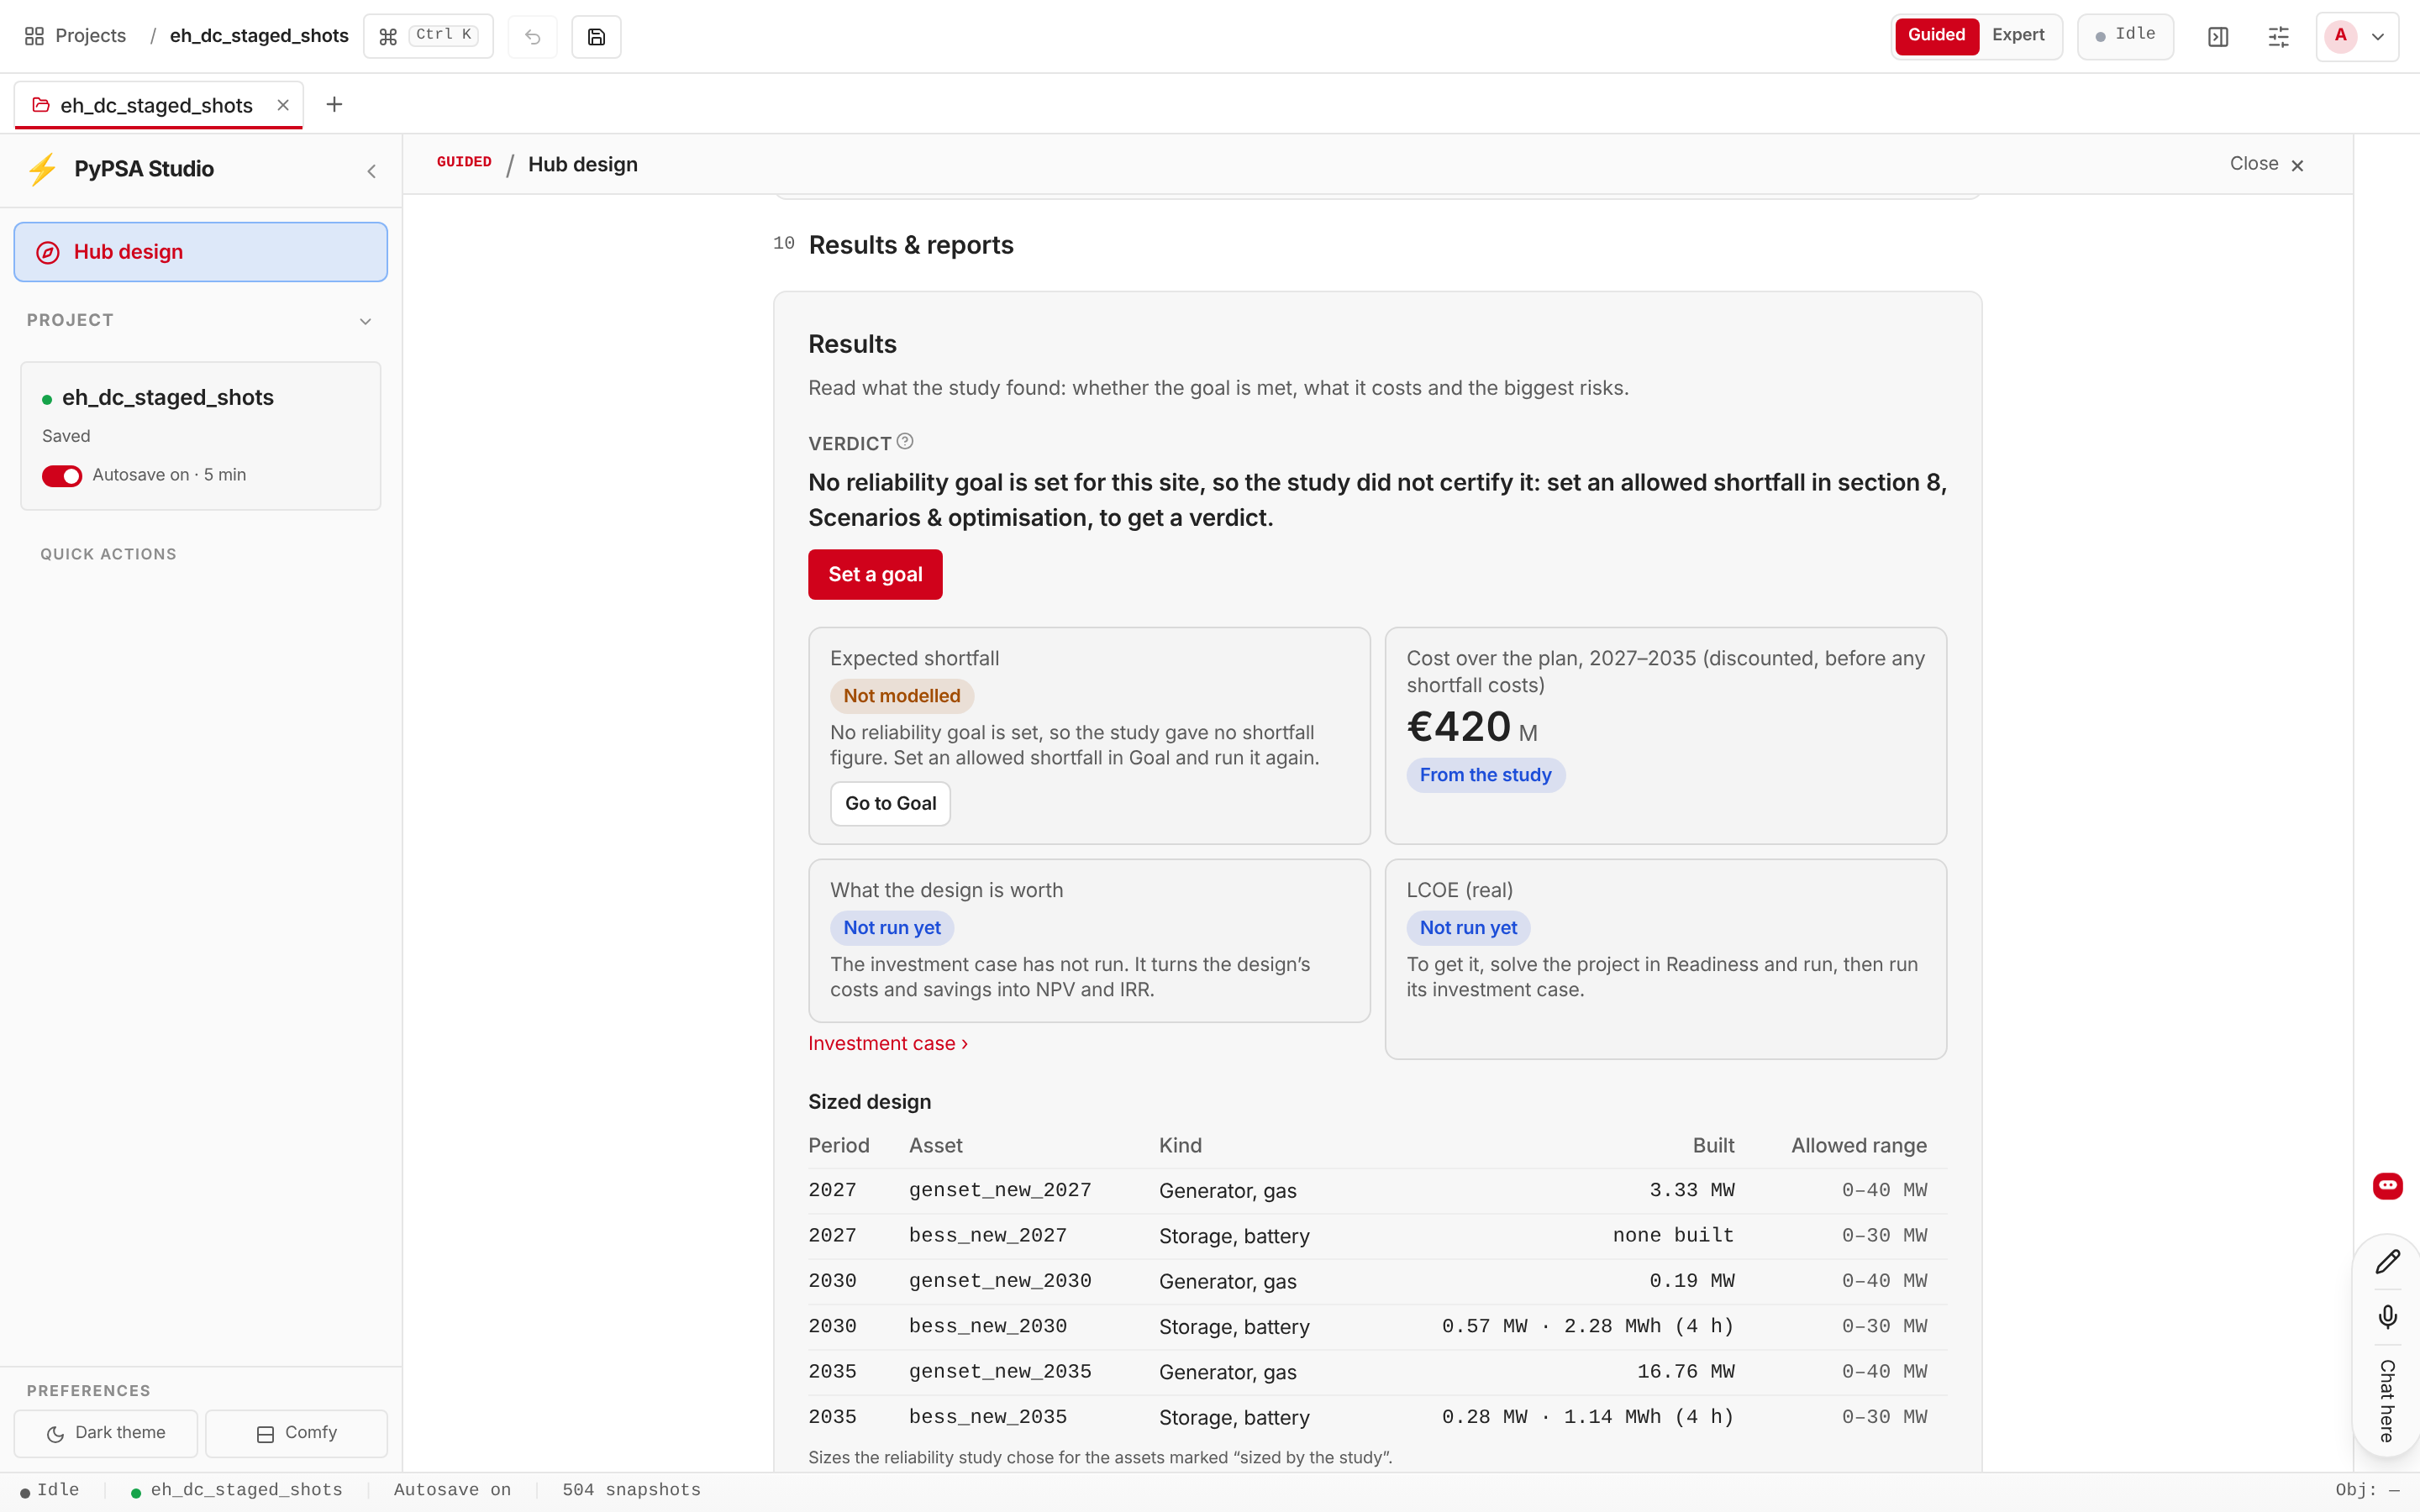 Projects / eh_dc_staged_shots Ctrl K Guided Expert Idle A
eh_dc_staged_shots
PyPSA Studio
GUIDED / Hub design Close
Hub design
PROJECT
eh_dc_staged_shots
Saved
Autosave on · 5 min
QUICK ACTIONS
10 Results & reports
Results
Read what the study found: whether the goal is met, what it costs and the biggest risks.
VERDICT ?
No reliability goal is set for this site, so the study did not certify it: set an allowed shortfall in section 8,
Scenarios & optimisation, to get a verdict.
Set a goal
Expected shortfall
Not modelled
No reliability goal is set, so the study gave no shortfall
figure. Set an allowed shortfall in Goal and run it again.
Go to Goal
Cost over the plan, 2027–2035 (discounted, before any
shortfall costs)
€420 M
From the study
What the design is worth
Not run yet
The investment case has not run. It turns the design’s
costs and savings into NPV and IRR.
Investment case ›
LCOE (real)
Not run yet
To get it, solve the project in Readiness and run, then run
its investment case.
Sized design
Period Asset Kind Built Allowed range
2027 genset_new_2027 Generator, gas 3.33 MW 0–40 MW
2027 bess_new_2027 Storage, battery none built 0–30 MW
2030 genset_new_2030 Generator, gas 0.19 MW 0–40 MW
2030 bess_new_2030 Storage, battery 0.57 MW · 2.28 MWh (4 h) 0–30 MW
2035 genset_new_2035 Generator, gas 16.76 MW 0–40 MW
2035 bess_new_2035 Storage, battery 0.28 MW · 1.14 MWh (4 h) 0–30 MW
Sizes the reliability study chose for the assets marked “sized by the study”.
Chat here
PREFERENCES
Dark theme Comfy
Idle eh_dc_staged_shots Autosave on 504 snapshots Obj: —